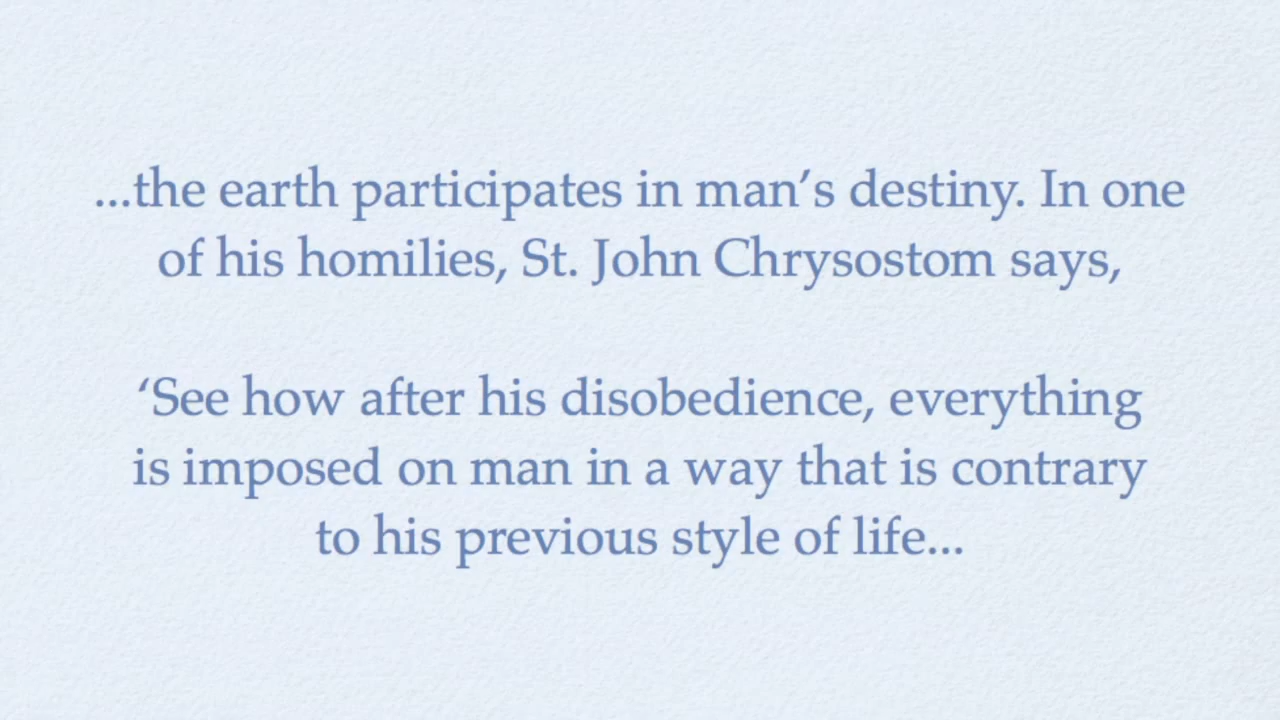 ...the earth participates in man’s destiny. In one
of his homilies, St. John Chrysostom says,
‘See how after his disobedience, everything
is imposed on man in a way that is contrary
to his previous style of life...